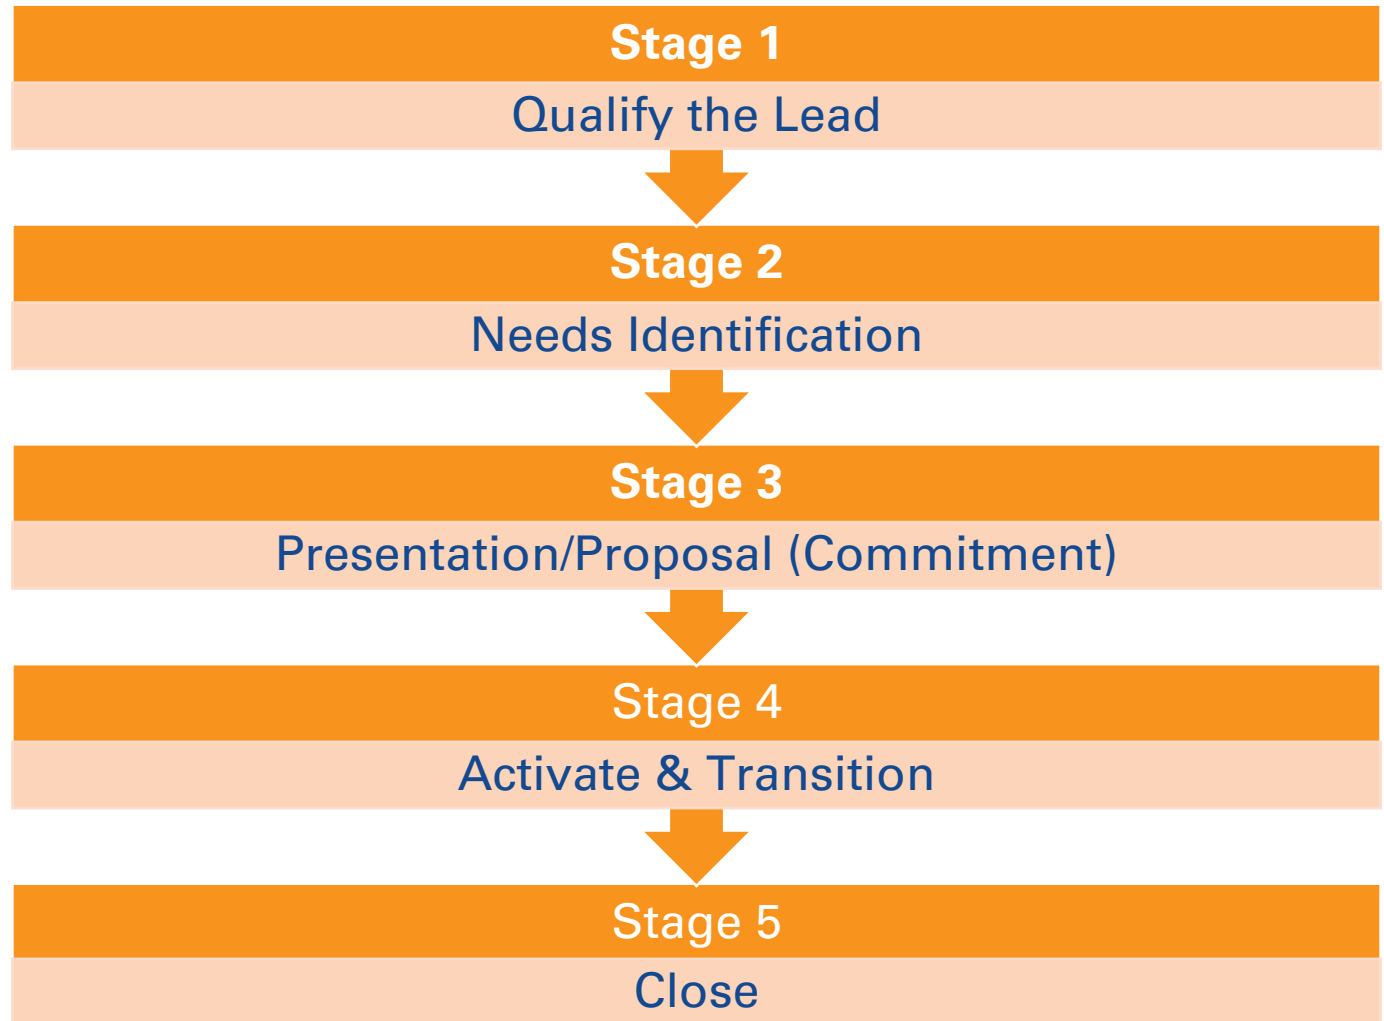 Stage 1
Qualify the Lead
Stage 2
Needs Identification
Stage 3
Presentation/Proposal (Commitment)
Stage 4
Activate & Transition
Stage 5
Close